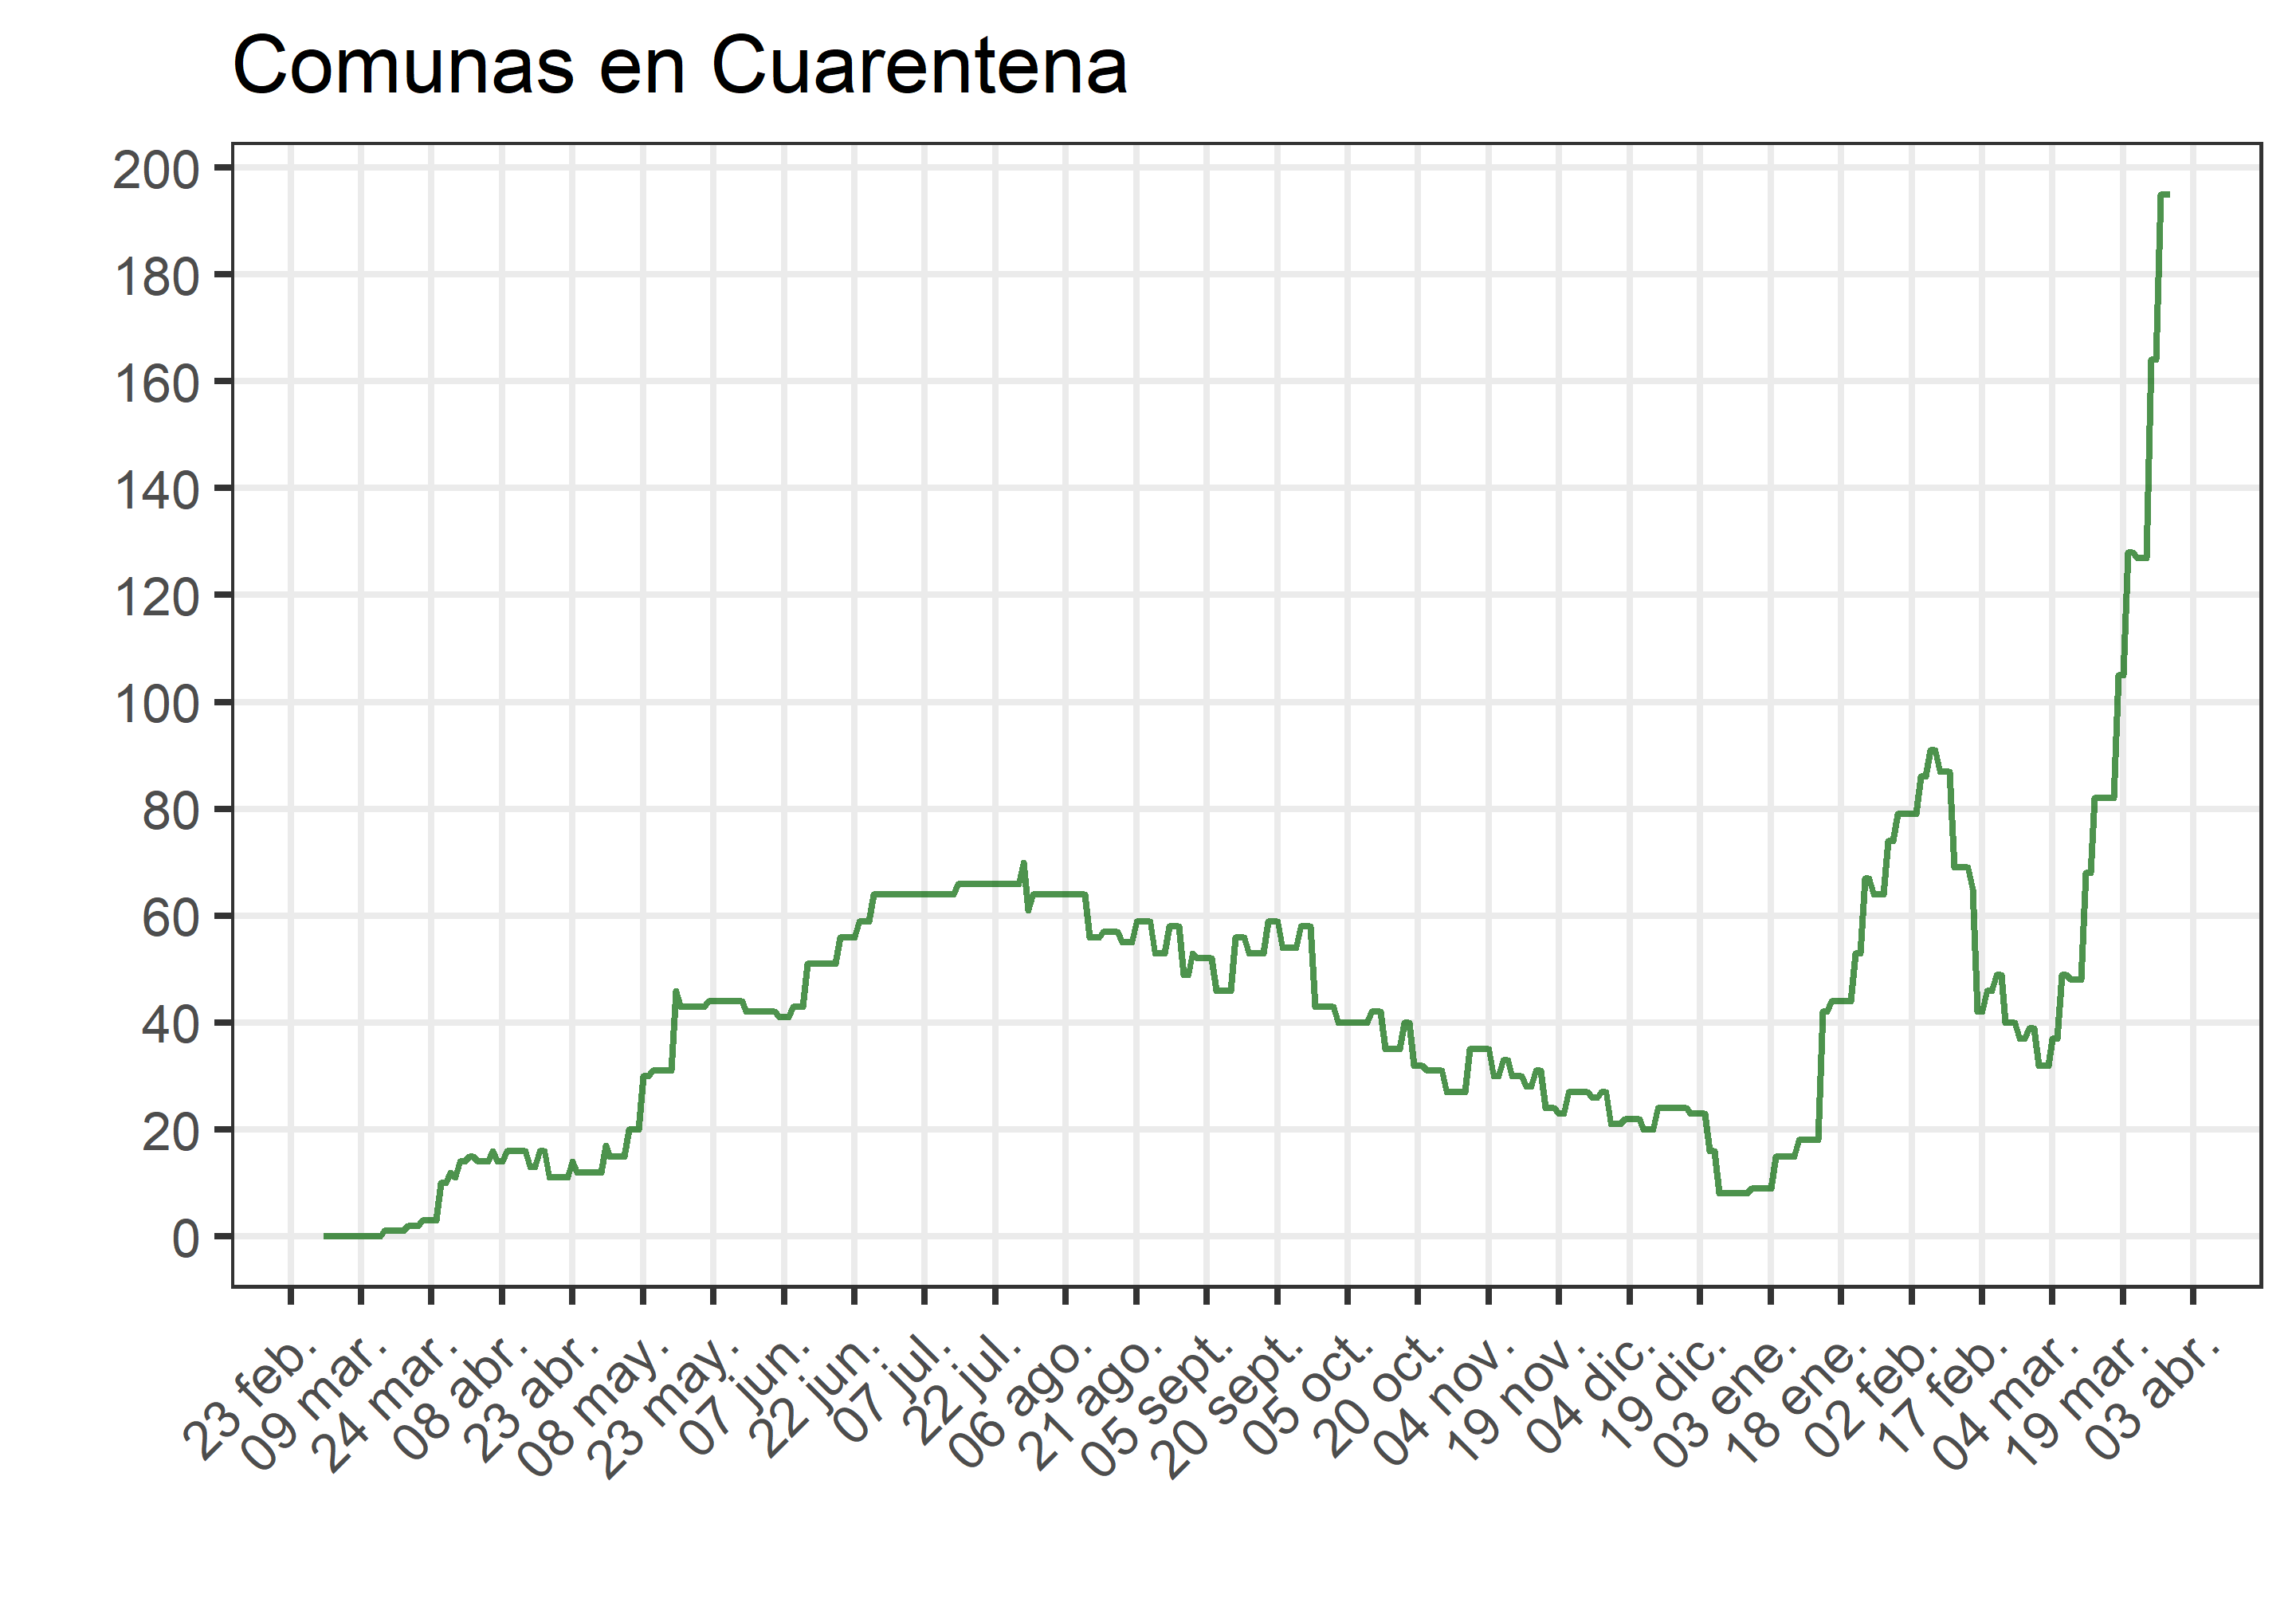 Comunas en Cuarentena
200
180
160
140
120
100
80
60
40
20
0
23 feb.
09 mar.
24 mar.
08 abr.
23 abr.
08 may.
23 may.
07 jun.
22 jun.
07 jul.
22 jul.
06 ago.
21 ago.
05 sept.
20 sept.
05 oct.
20 oct.
04 nov.
19 nov.
04 dic.
19 dic.
03 ene.
18 ene.
02 feb.
17 feb.
04 mar.
19 mar.
03 abr.